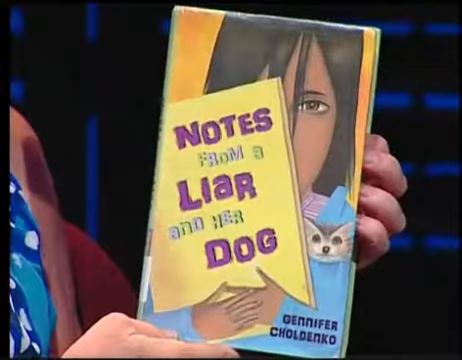 NOTES
FROM a
LiaR
and HER
DOG
GENNIFER
CHOLDENKO